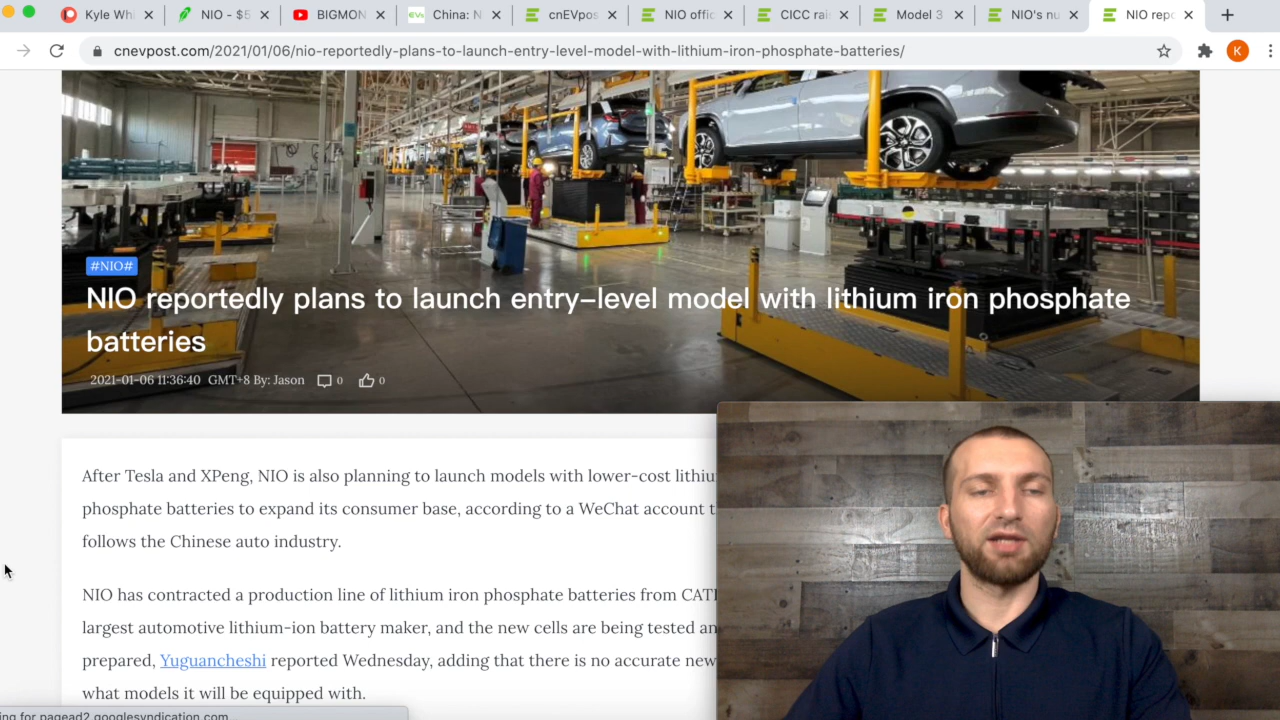 Kyle Wh
NIO - $5
BIGMON
China: N
cnEVpos
NIO offic
CICC rai
Model 3
NIO's nu
NIO repo
cnevpost.com/2021/01/06/nio-reportedly-plans-to-launch-entry-level-model-with-lithium-iron-phosphate-batteries/
K
#NIO#
NIO reportedly plans to launch entry-level model with lithium iron phosphate
batteries
2021-01-06 11:36:40 GMT+8 By: Jason 0 0
After Tesla and XPeng, NIO is also planning to launch models with lower-cost lithiu
phosphate batteries to expand its consumer base, according to a WeChat account t
follows the Chinese auto industry.
NIO has contracted a production line of lithium iron phosphate batteries from CATL
largest automotive lithium-ion battery maker, and the new cells are being tested an
prepared, Yuguancheshi reported Wednesday, adding that there is no accurate new
what models it will be equipped with.
ing for pagead2.googlesyndication.com...